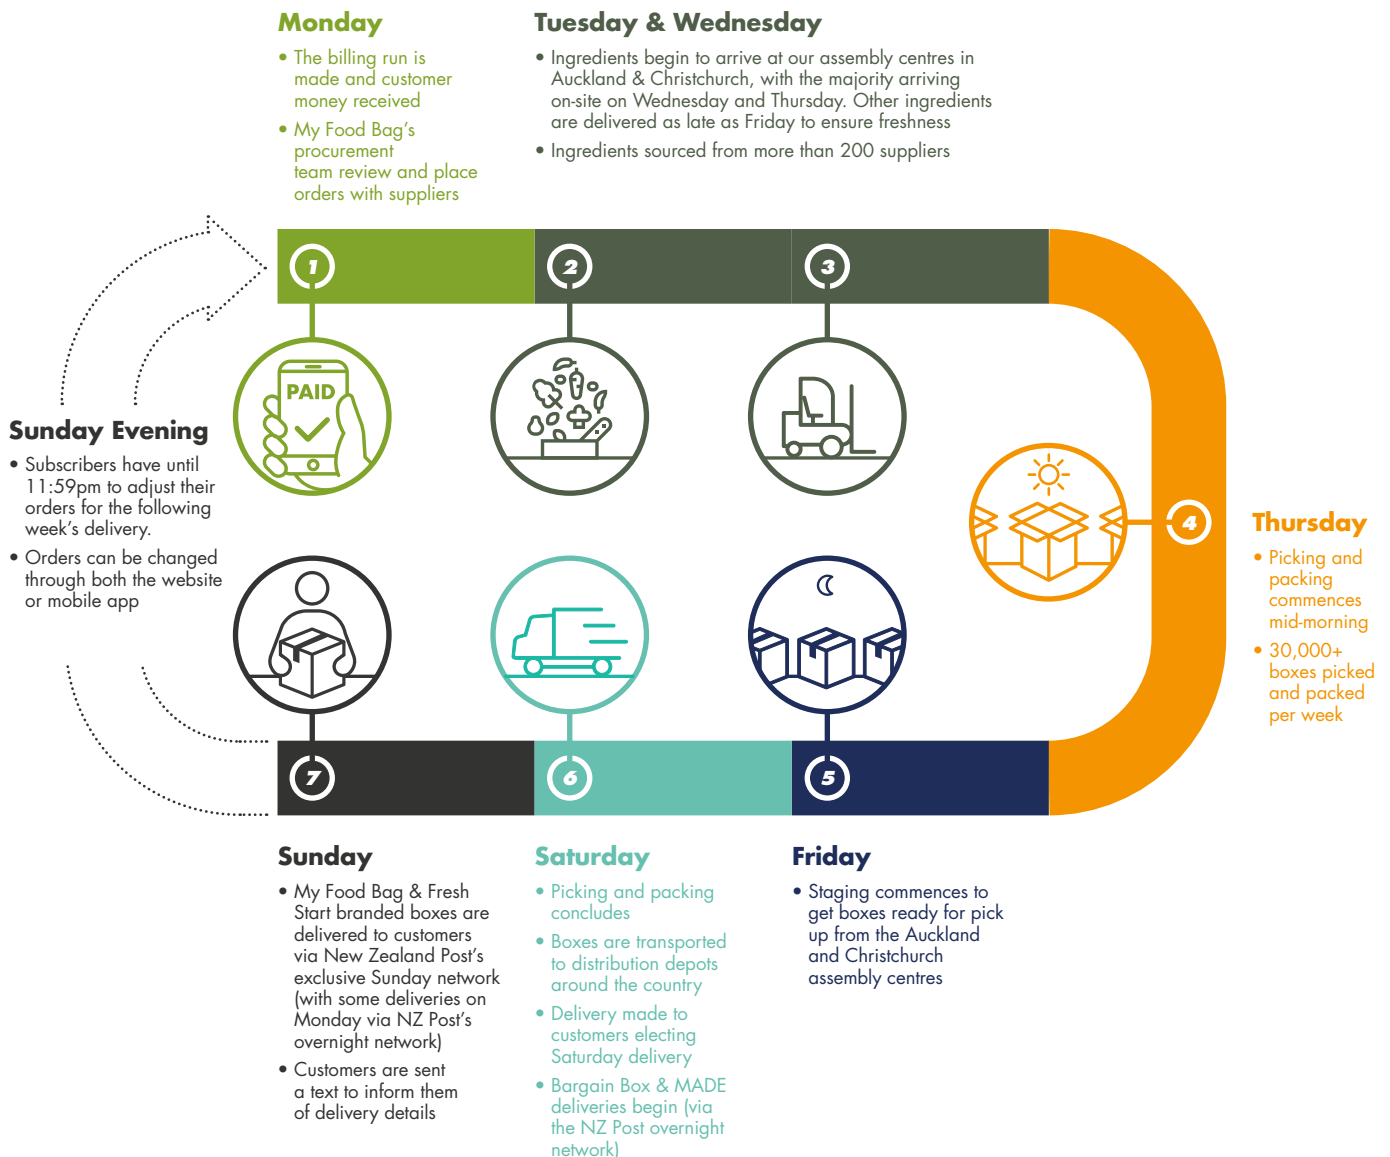 Monday
• The billing run is
made and customer
money received
• My Food Bag's
procurement
team review and place
orders with suppliers
Tuesday & Wednesday
• Ingredients begin to arrive at our assembly centres in
Auckland & Christchurch, with the majority arriving
on-site on Wednesday and Thursday. Other ingredients
are delivered as late as Friday to ensure freshness
• Ingredients sourced from more than 200 suppliers
1
2
3
PAID
Sunday Evening
• Subscribers have until
11:59pm to adjust their
orders for the following
week's delivery.
• Orders can be changed
through both the website
or mobile app
4
Thursday
• Picking and
packing
commences
mid-morning
• 30,000+
boxes picked
and packed
per week
7
6
5
Sunday
• My Food Bag & Fresh
Start branded boxes are
delivered to customers
via New Zealand Post's
exclusive Sunday network
(with some deliveries on
Monday via NZ Post's
overnight network)
• Customers are sent
a text to inform them
of delivery details
Saturday
• Picking and packing
concludes
• Boxes are transported
to distribution depots
around the country
• Delivery made to
customers electing
Saturday delivery
• Bargain Box & MADE
deliveries begin (via
the NZ Post overnight
network)
Friday
• Staging commences to
get boxes ready for pick
up from the Auckland
and Christchurch
assembly centres